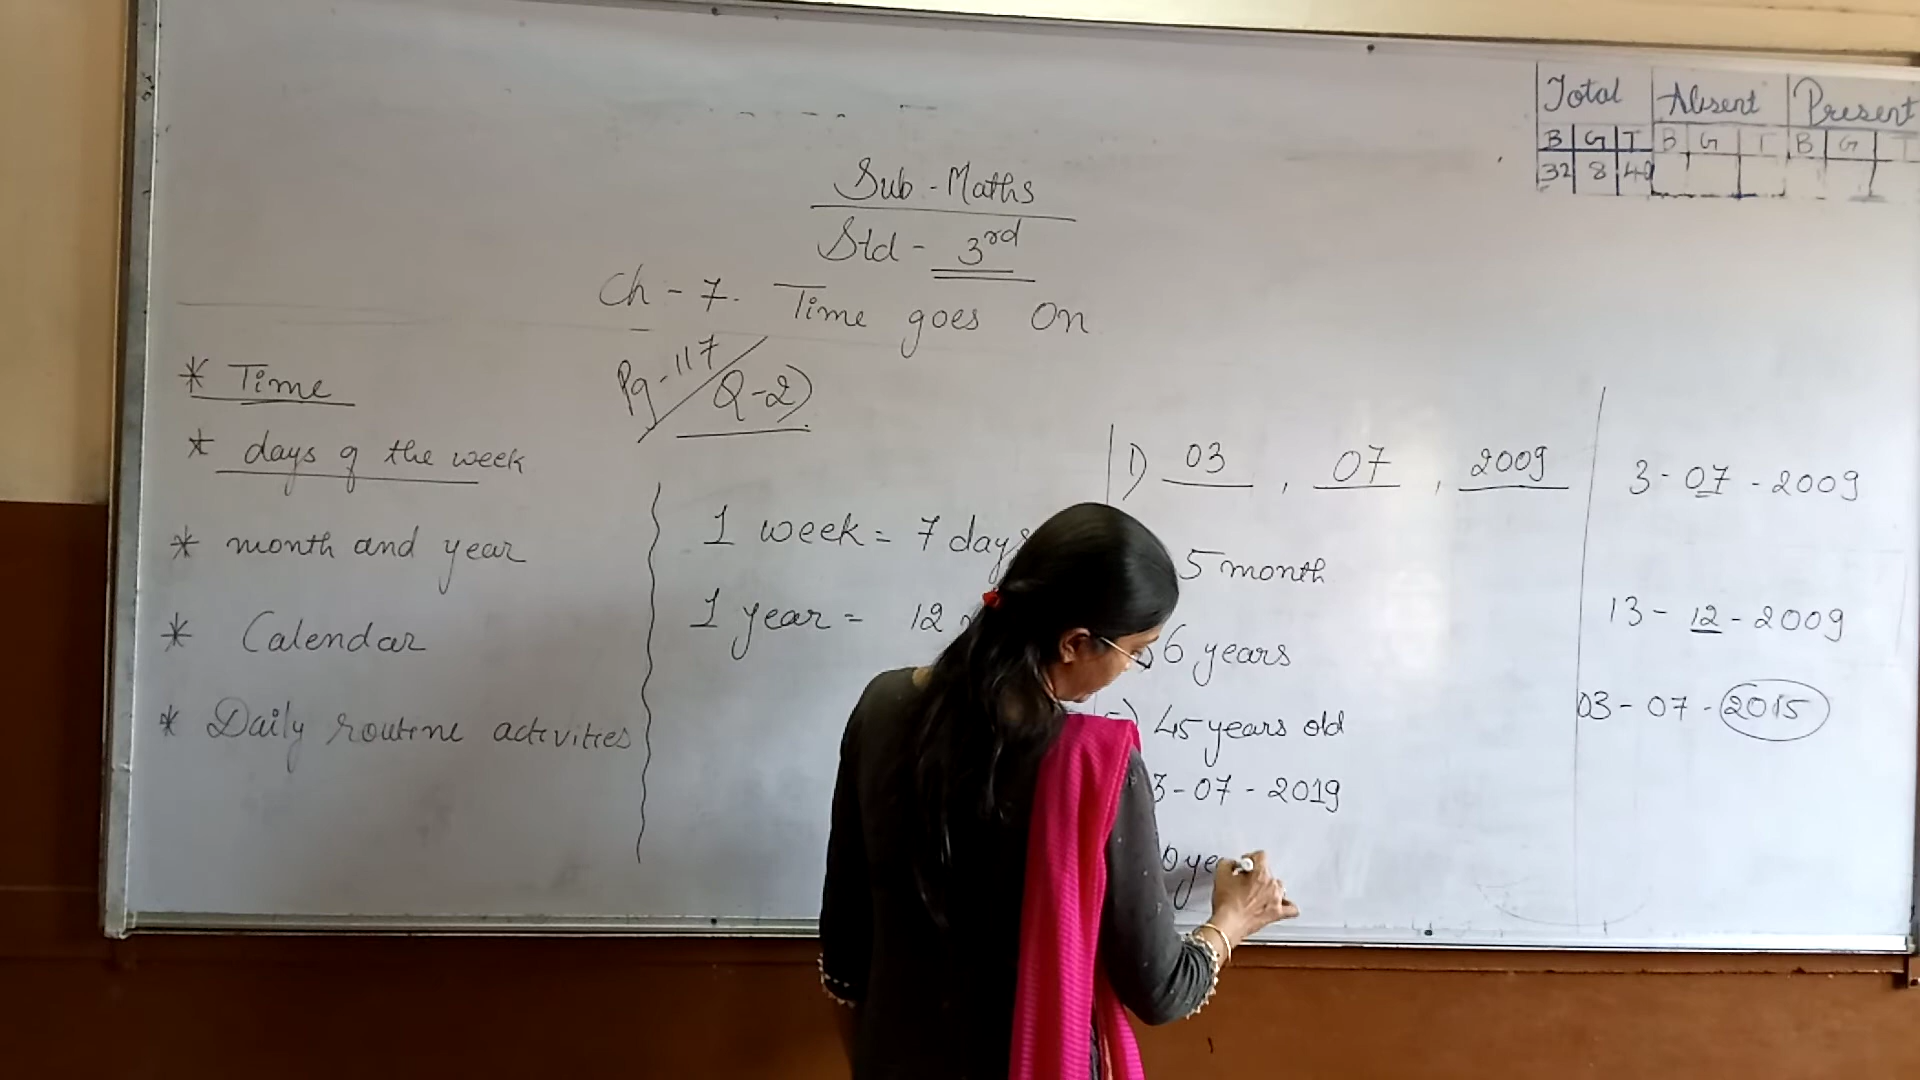 Total Absent Present
B G T B G T B G T
32 8 40
Sub - Maths
Std - 3rd
Ch - 7. Time goes On
Pg - 117 Q-2)
* Time
* days of the week
* month and year
* Calendar
* Daily routine activities
1 week = 7 days
1 year = 12
1) 03 , 07 , 2009
5 month
6 years
45 years old
3 - 07 - 2019
3 - 07 - 2009
13 - 12 - 2009
03 - 07 - 2015